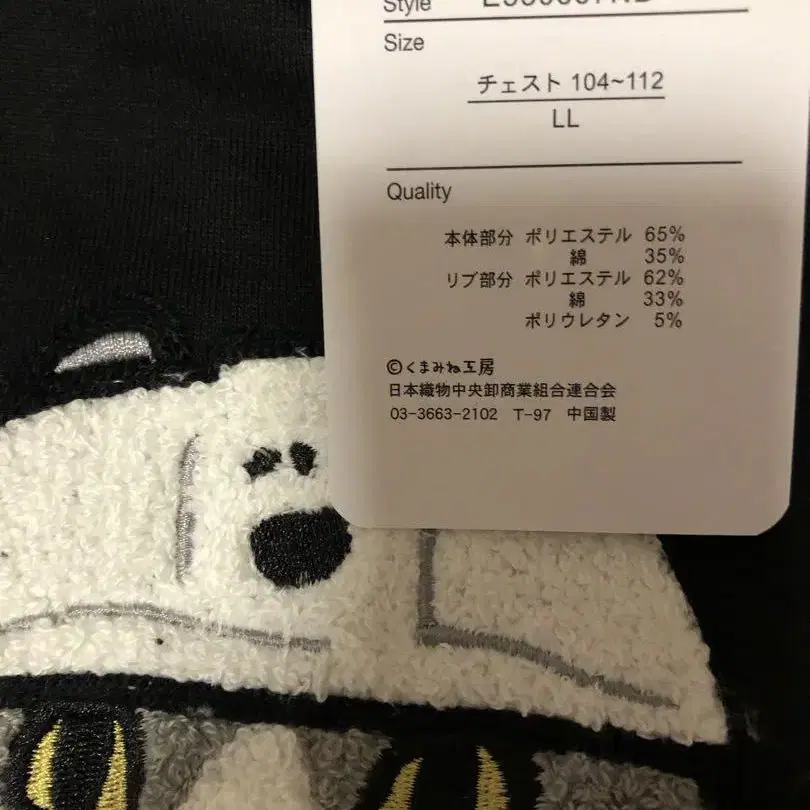 Style
Size
チェスト 104~112
LL
Quality
本体部分 ポリエステル 65%
綿 35%
リブ部分 ポリエステル 62%
綿 33%
ポリウレタン 5%
©くまみね工房
日本織物中央卸商業組合連合会
03-3663-2102 T-97 中国製